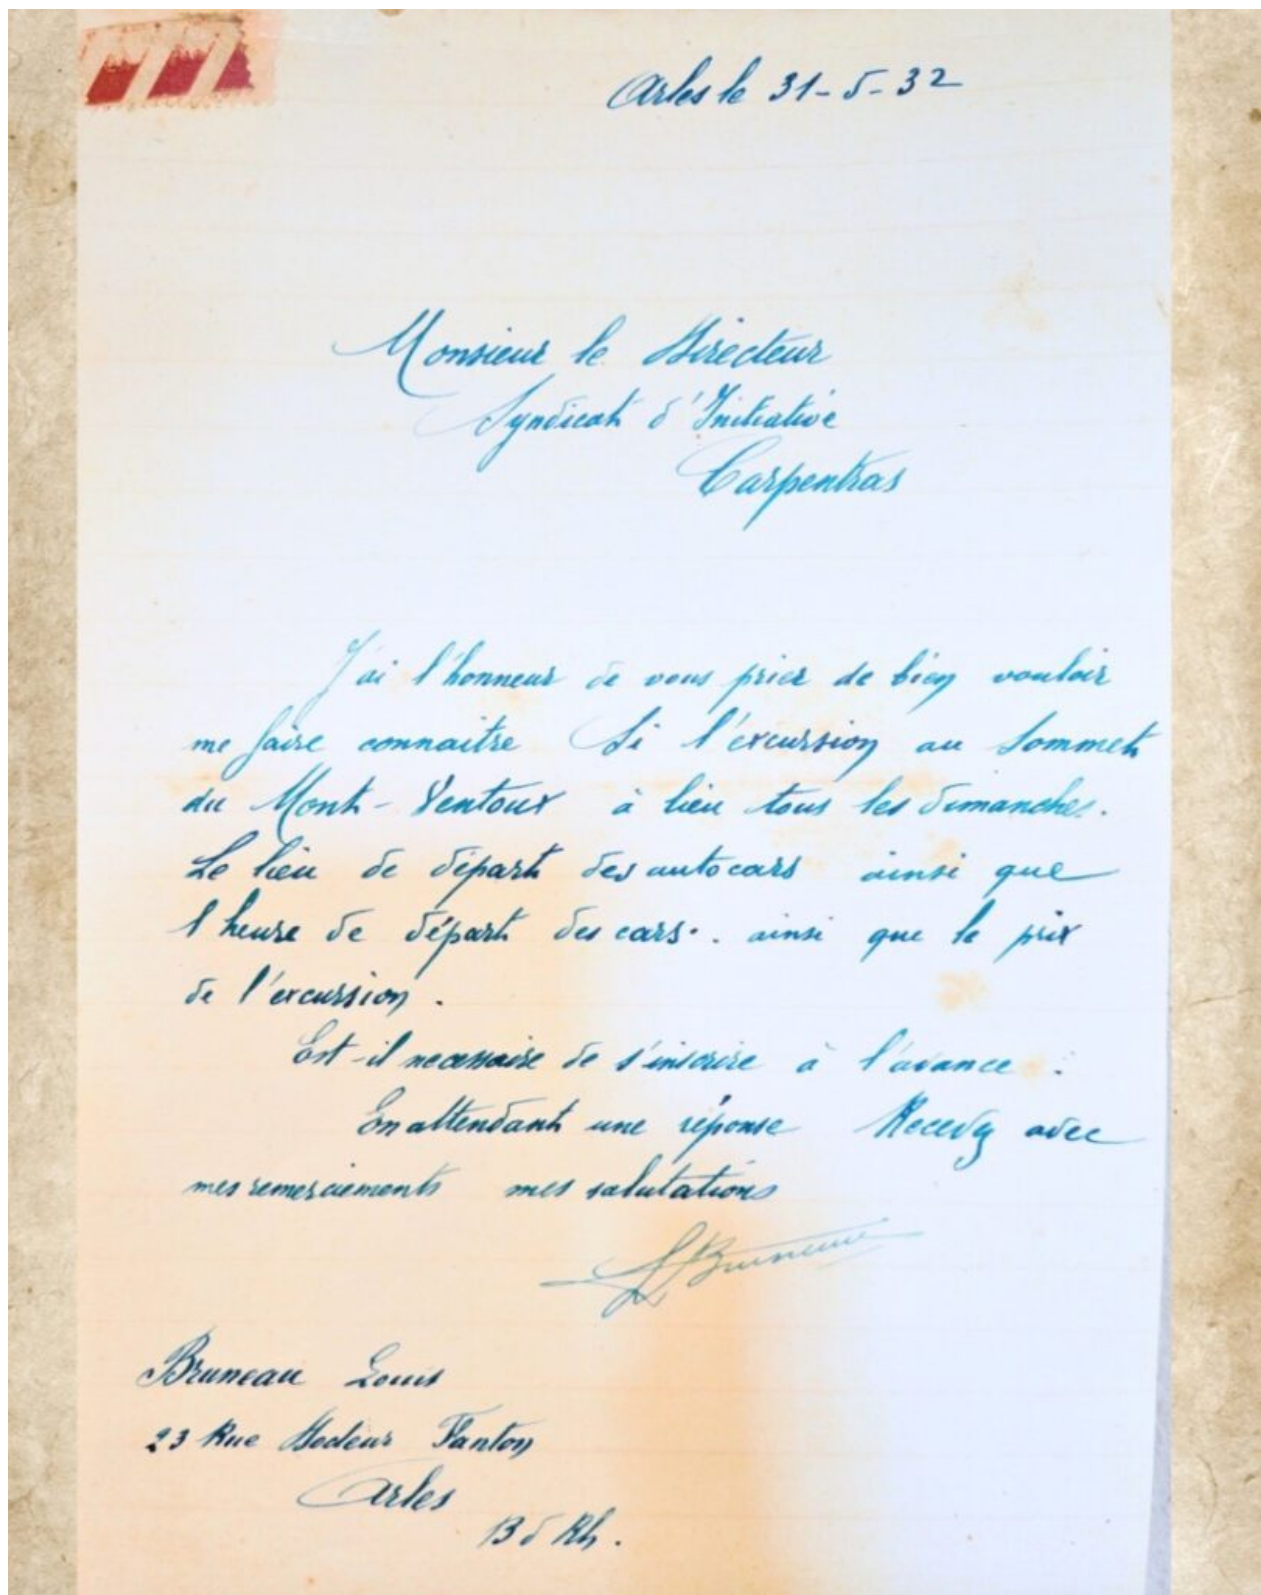 Arles le 31-5-32
Monsieur le Directeur
Syndicat d'Initiative
Carpentras
J'ai l'honneur de vous prier de bien vouloir
me faire connaitre Si l'excursion au Sommet
du Mont-Ventoux à lieu tous les dimanches.
Le lieu de départ des autocars ainsi que
l'heure de départ des cars. ainsi que le prix
de l'excursion.
Est-il necessaire de s'inscrire à l'avance.
En attendant une réponse Recevez avec
mes remerciements mes salutations
LBruneau
Bruneau Louis
23 Rue Docteur Fanton
Arles
B d Rh.